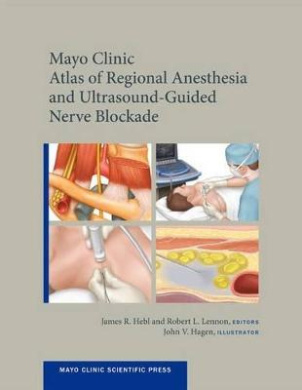 Mayo Clinic
Atlas of Regional Anesthesia
and Ultrasound-Guided
Nerve Blockade
James R. Hebl and Robert L. Lennon, EDITORS
John V. Hagen, ILLUSTRATOR
MAYO CLINIC SCIENTIFIC PRESS